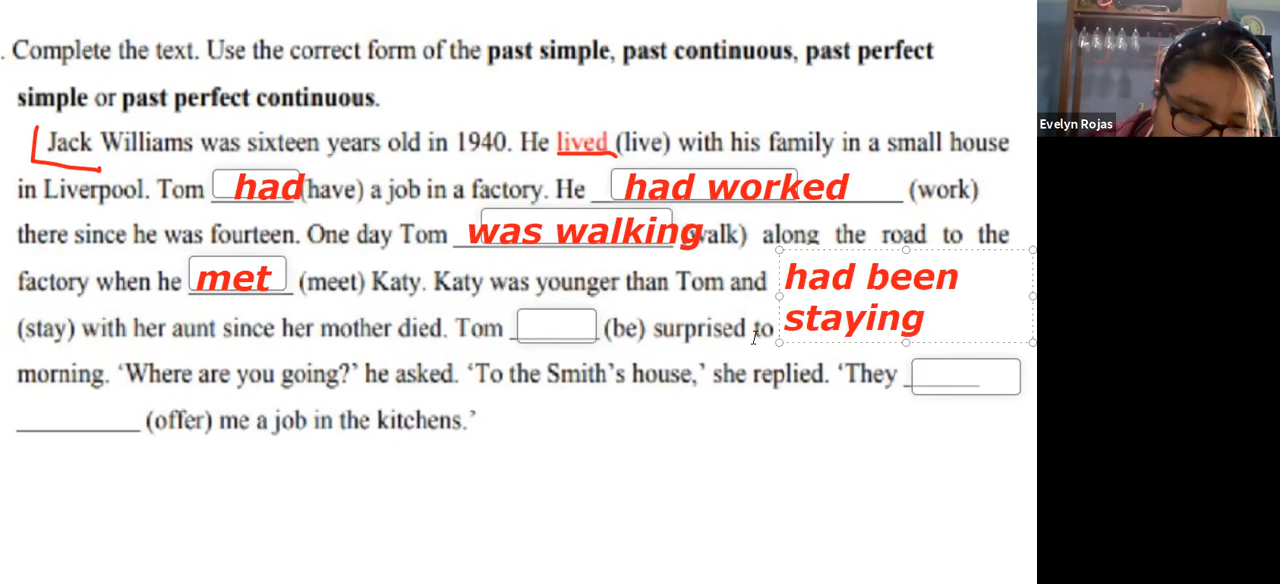 . Complete the text. Use the correct form of the past simple, past continuous, past perfect
simple or past perfect continuous.
Jack Williams was sixteen years old in 1940. He lived (live) with his family in a small house
in Liverpool. Tom had (have) a job in a factory. He had worked (work)
there since he was fourteen. One day Tom was walking walk) along the road to the
factory when he met (meet) Katy. Katy was younger than Tom and had been staying
(stay) with her aunt since her mother died. Tom (be) surprised to
morning. ‘Where are you going?’ he asked. ‘To the Smith’s house,’ she replied. ‘They
(offer) me a job in the kitchens.’
Evelyn Rojas